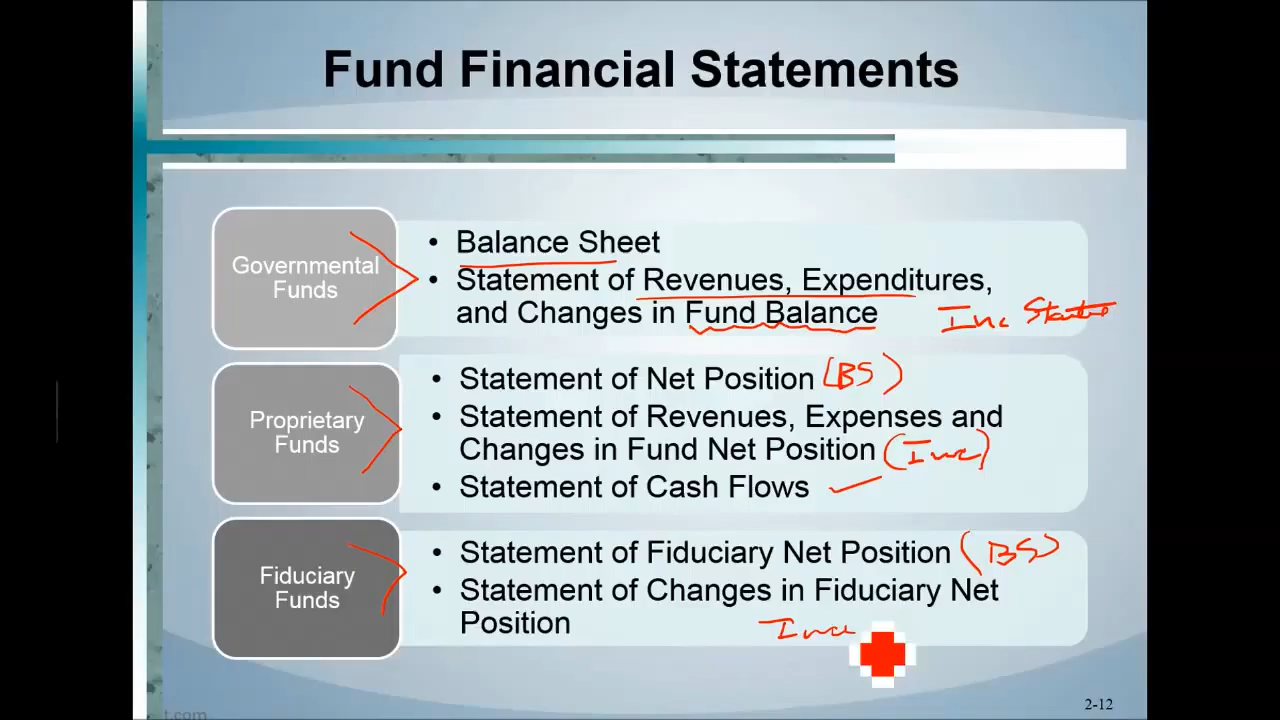 Fund Financial Statements
Governmental
Funds
• Balance Sheet
• Statement of Revenues, Expenditures,
and Changes in Fund Balance
Inc
Proprietary
Funds
• Statement of Net Position (BS)
• Statement of Revenues, Expenses and
Changes in Fund Net Position (Inc)
• Statement of Cash Flows
Fiduciary
Funds
• Statement of Fiduciary Net Position (BS)
• Statement of Changes in Fiduciary Net
Position
2-12
t.com